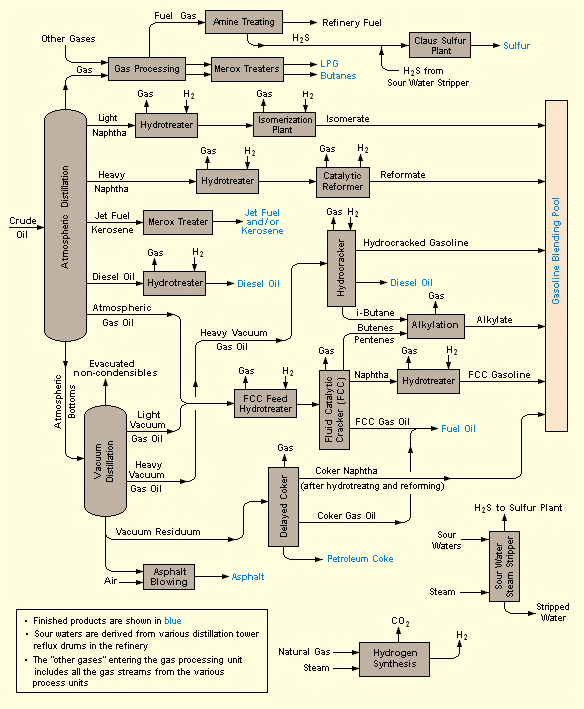 Fuel Gas
Amine Treating
Refinery Fuel
Other Gases
H2S
Claus Sulfur
Plant
Sulfur
Gas
Gas Processing
Merox Treaters
LPG
Butanes
H2S from
Sour Water Stripper
Light
Naphtha
Gas
H2
Hydrotreater
Gas
H2
Isomerization
Plant
Isomerate
Heavy
Naphtha
Gas
H2
Hydrotreater
Gas
H2
Catalytic
Reformer
Reformate
Crude
Oil
Atmospheric Distillation
Jet Fuel
Kerosene
Merox Treater
Jet Fuel
and/or
Kerosene
Gas
H2
Hydrocracker
Hydrocracked Gasoline
Gasoline Blending Pool
Diesel Oil
Gas
H2
Hydrotreater
Diesel Oil
Diesel Oil
Atmospheric
Gas Oil
i-Butane
Butenes
Pentenes
Gas
Alkylation
Alkylate
Heavy Vacuum
Gas Oil
Atmospheric
Bottoms
Evacuated
non-condensibles
Gas
H2
FCC Feed
Hydrotreater
Gas
Fluid Catalytic
Cracker (FCC)
Naphtha
Gas
H2
Hydrotreater
FCC Gasoline
Light
Vacuum
Gas Oil
FCC Gas Oil
Fuel Oil
Vacuum
Distillation
Heavy
Vacuum
Gas Oil
Gas
Delayed Coker
Coker Naphtha
(after hydrotreatng and reforming)
Coker Gas Oil
Vacuum Residuum
Petroleum Coke
Air
Asphalt
Blowing
Asphalt
H2S to Sulfur Plant
Sour
Waters
Sour Water
Steam Stripper
Steam
Stripped
Water
• Finished products are shown in blue
• Sour waters are derived from various distillation tower
reflux drums in the refinery
• The "other gases" entering the gas processing unit
includes all the gas streams from the various
process units
CO2
H2
Natural Gas
Steam
Hydrogen
Synthesis